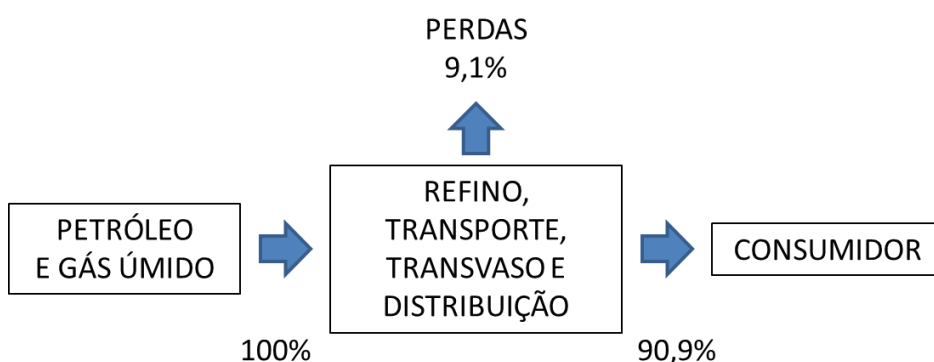 PERDAS
9,1%
PETRÓLEO
E GÁS ÚMIDO
REFINO,
TRANSPORTE,
TRANSVASO E
DISTRIBUIÇÃO
CONSUMIDOR
100%
90,9%